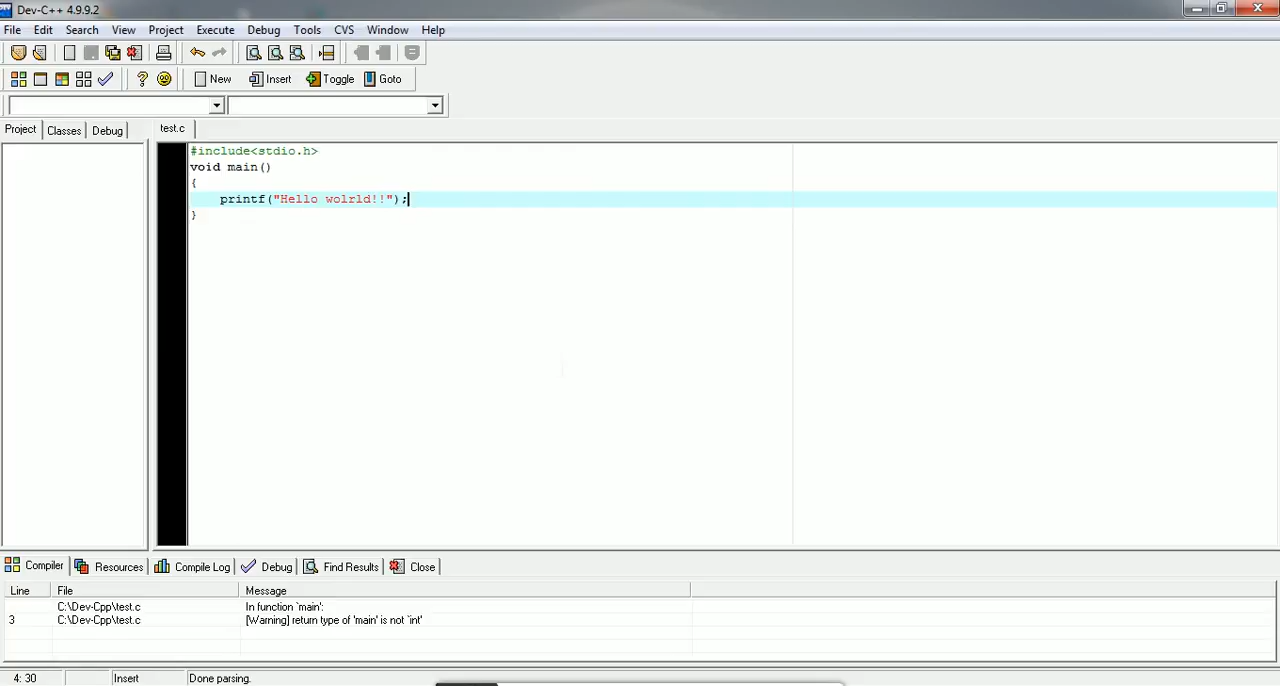 Dev-C++ 4.9.9.2
File Edit Search View Project Execute Debug Tools CVS Window Help
New Insert Toggle Goto
Project Classes Debug test.c
#include<stdio.h>
void main()
{
printf("Hello wolrld!!");
}
Compiler Resources Compile Log Debug Find Results Close
Line File Message
C:\Dev-Cpp\test.c In function `main':
3 C:\Dev-Cpp\test.c [Warning] return type of 'main' is not `int'
4: 30 Insert Done parsing.